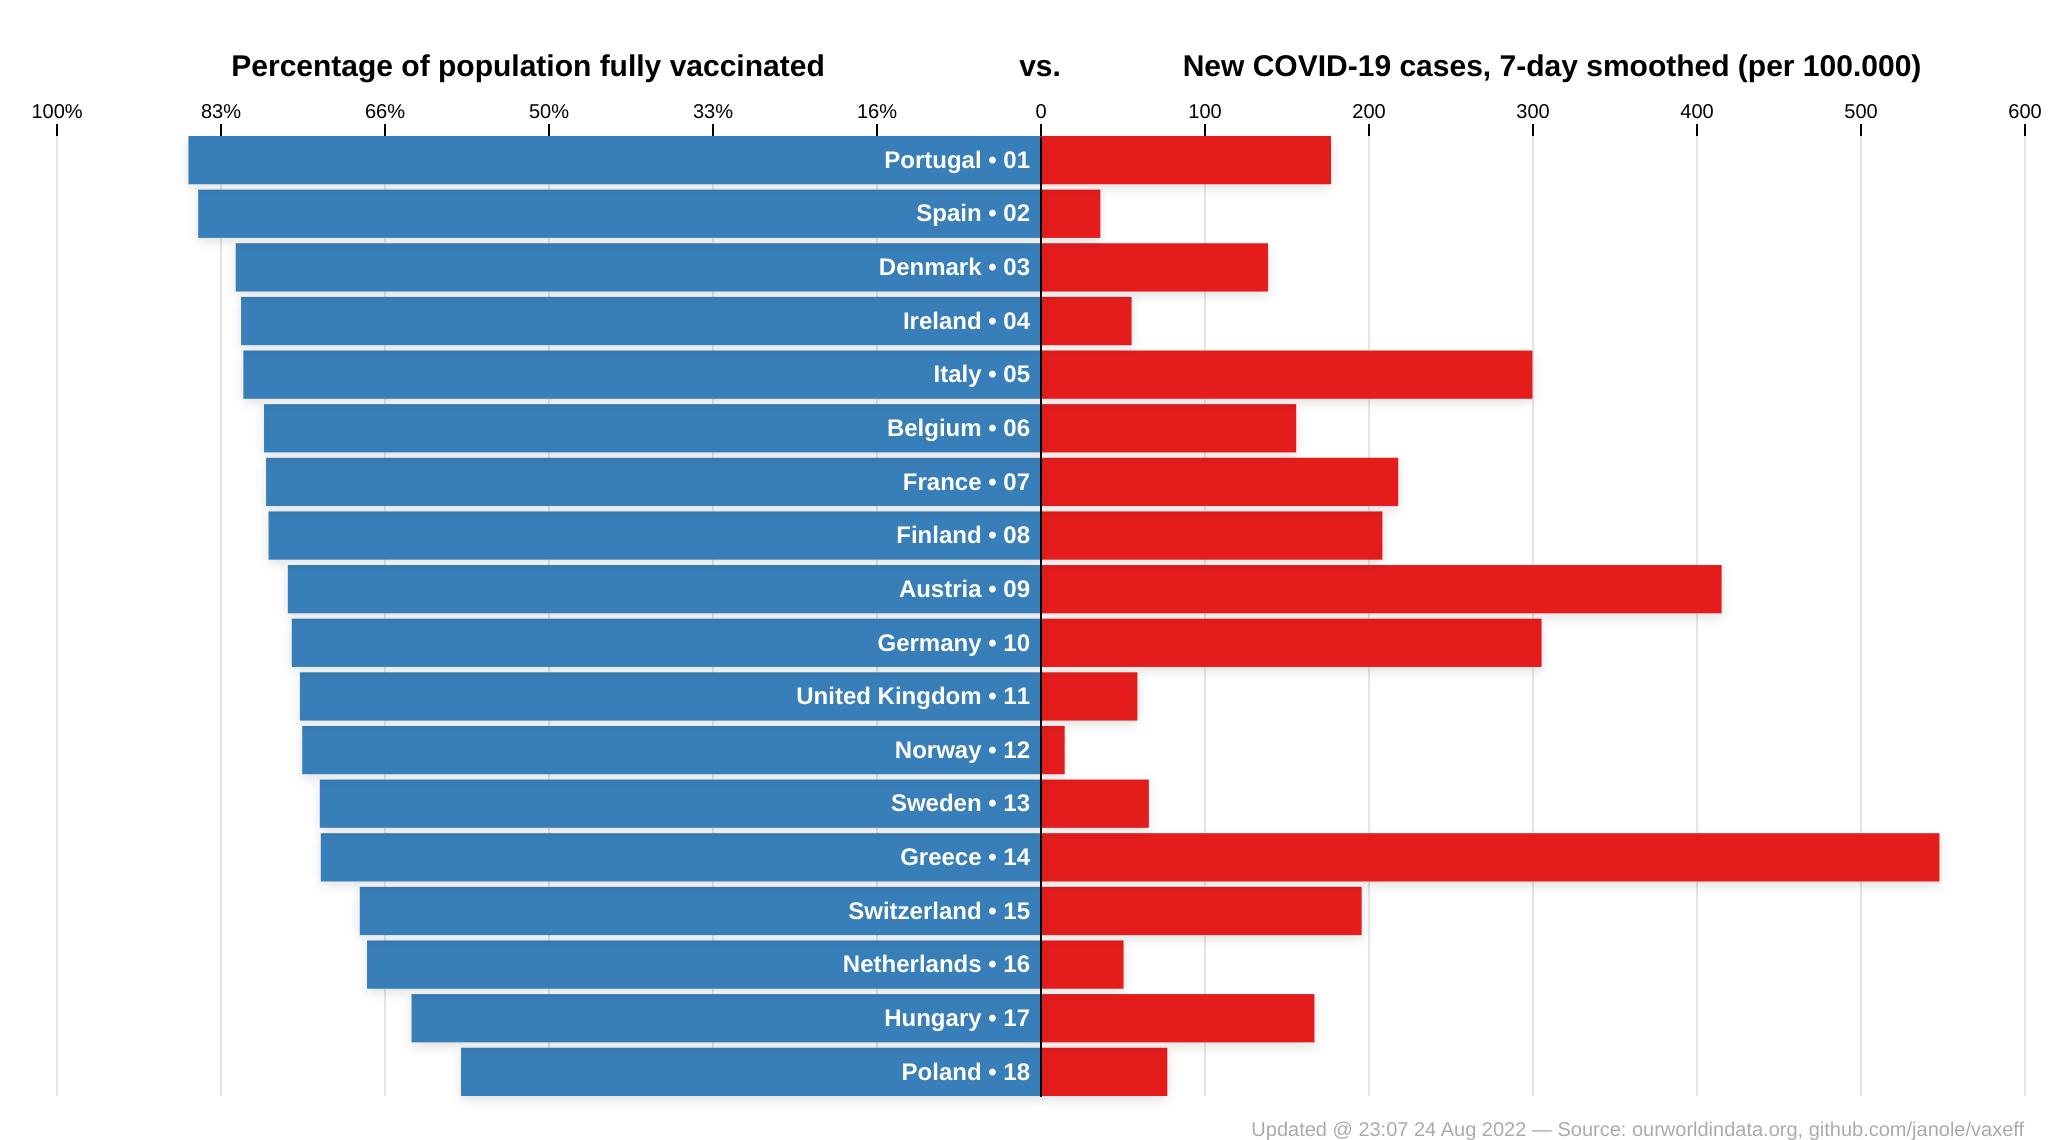 Percentage of population fully vaccinated vs. New COVID-19 cases, 7-day smoothed (per 100.000)
100% 83% 66% 50% 33% 16% 0 100 200 300 400 500 600
Portugal • 01
Spain • 02
Denmark • 03
Ireland • 04
Italy • 05
Belgium • 06
France • 07
Finland • 08
Austria • 09
Germany • 10
United Kingdom • 11
Norway • 12
Sweden • 13
Greece • 14
Switzerland • 15
Netherlands • 16
Hungary • 17
Poland • 18
Updated @ 23:07 24 Aug 2022 — Source: ourworldindata.org, github.com/janole/vaxeff